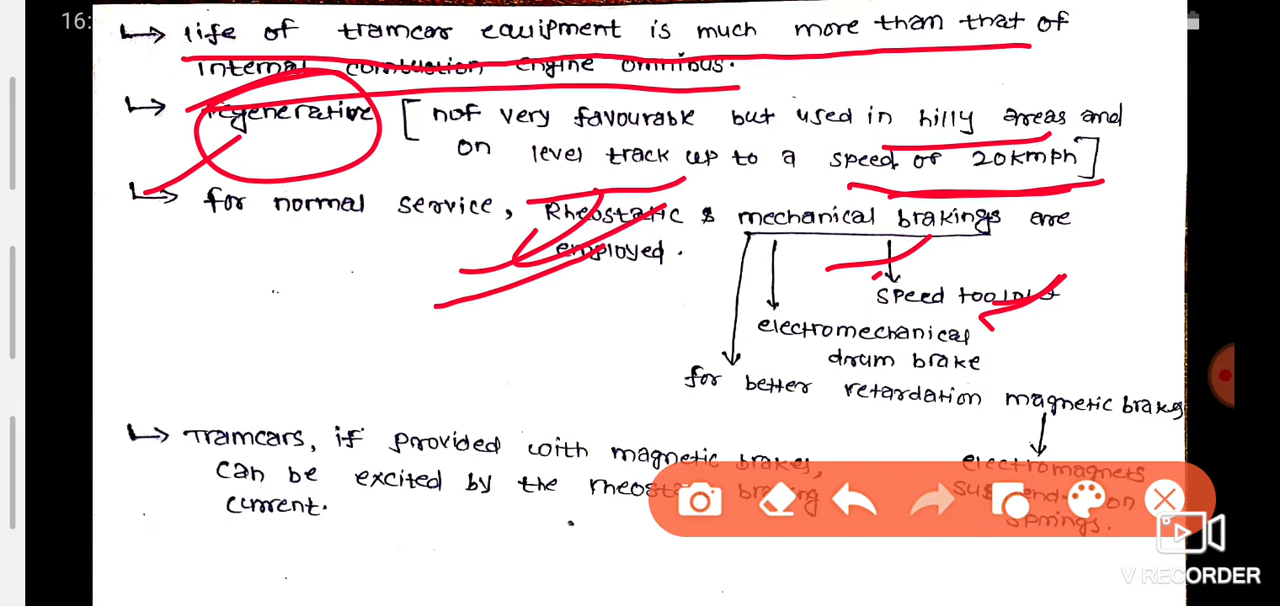 16:
↳ life of tramcar equipment is much more than that of
internal combustion engine omnibus.
↳ regenerative [not very favourable but used in hilly areas and
on level track up to a speed of 20kmph]
↳ for normal service, Rheostatic & mechanical brakings are
employed.
speed
electromechanical
drum brake
for better retardation magnetic brakes
↳ Tramcars, if provided with magnetic brakes,
electromagnets
can be excited by the rheostatic braking
on
current.
springs.
V RECORDER